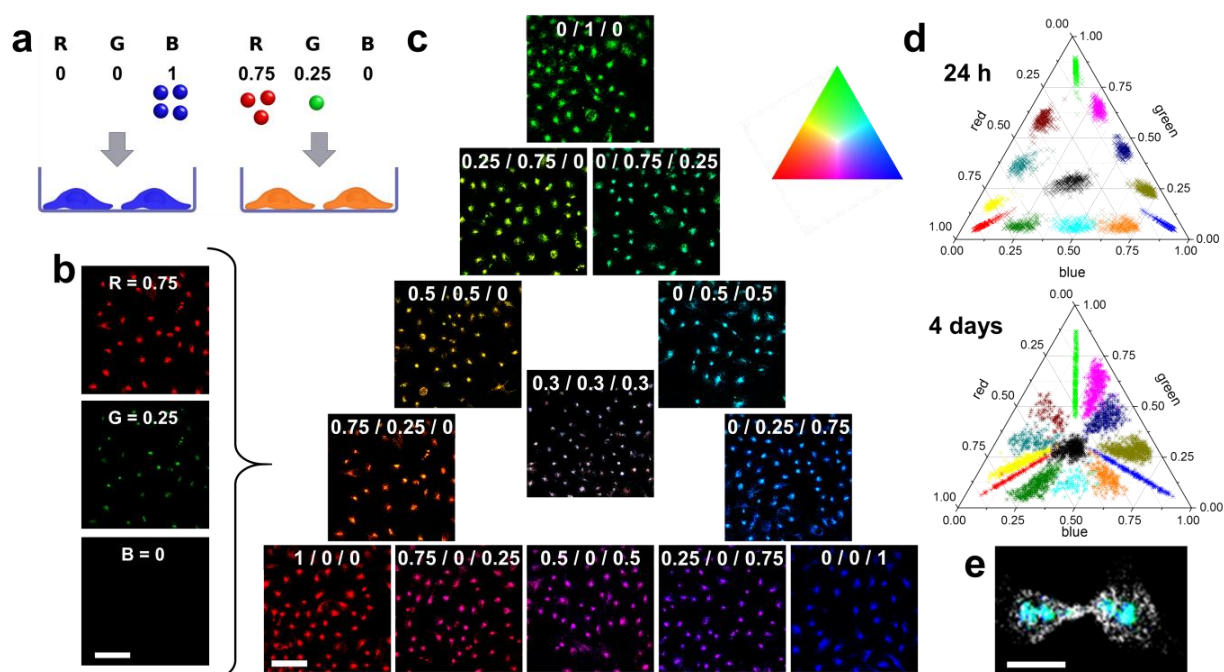 a
R G B
0 0 1
R G B
0.75 0.25 0
b
R = 0.75
G = 0.25
B = 0
c
0 / 1 / 0
0.25 / 0.75 / 0
0 / 0.75 / 0.25
0.5 / 0.5 / 0
0 / 0.5 / 0.5
0.3 / 0.3 / 0.3
0.75 / 0.25 / 0
0 / 0.25 / 0.75
1 / 0 / 0
0.75 / 0 / 0.25
0.5 / 0 / 0.5
0.25 / 0 / 0.75
0 / 0 / 1
d
24 h
0.00
1.00
0.25
0.75
red
green
0.50
0.50
0.75
0.25
1.00
0.00
0.00 0.25 0.50 0.75 1.00
blue
4 days
0.00
1.00
0.25
0.75
red
green
0.50
0.50
0.75
0.25
1.00
0.00
0.00 0.25 0.50 0.75 1.00
blue
e